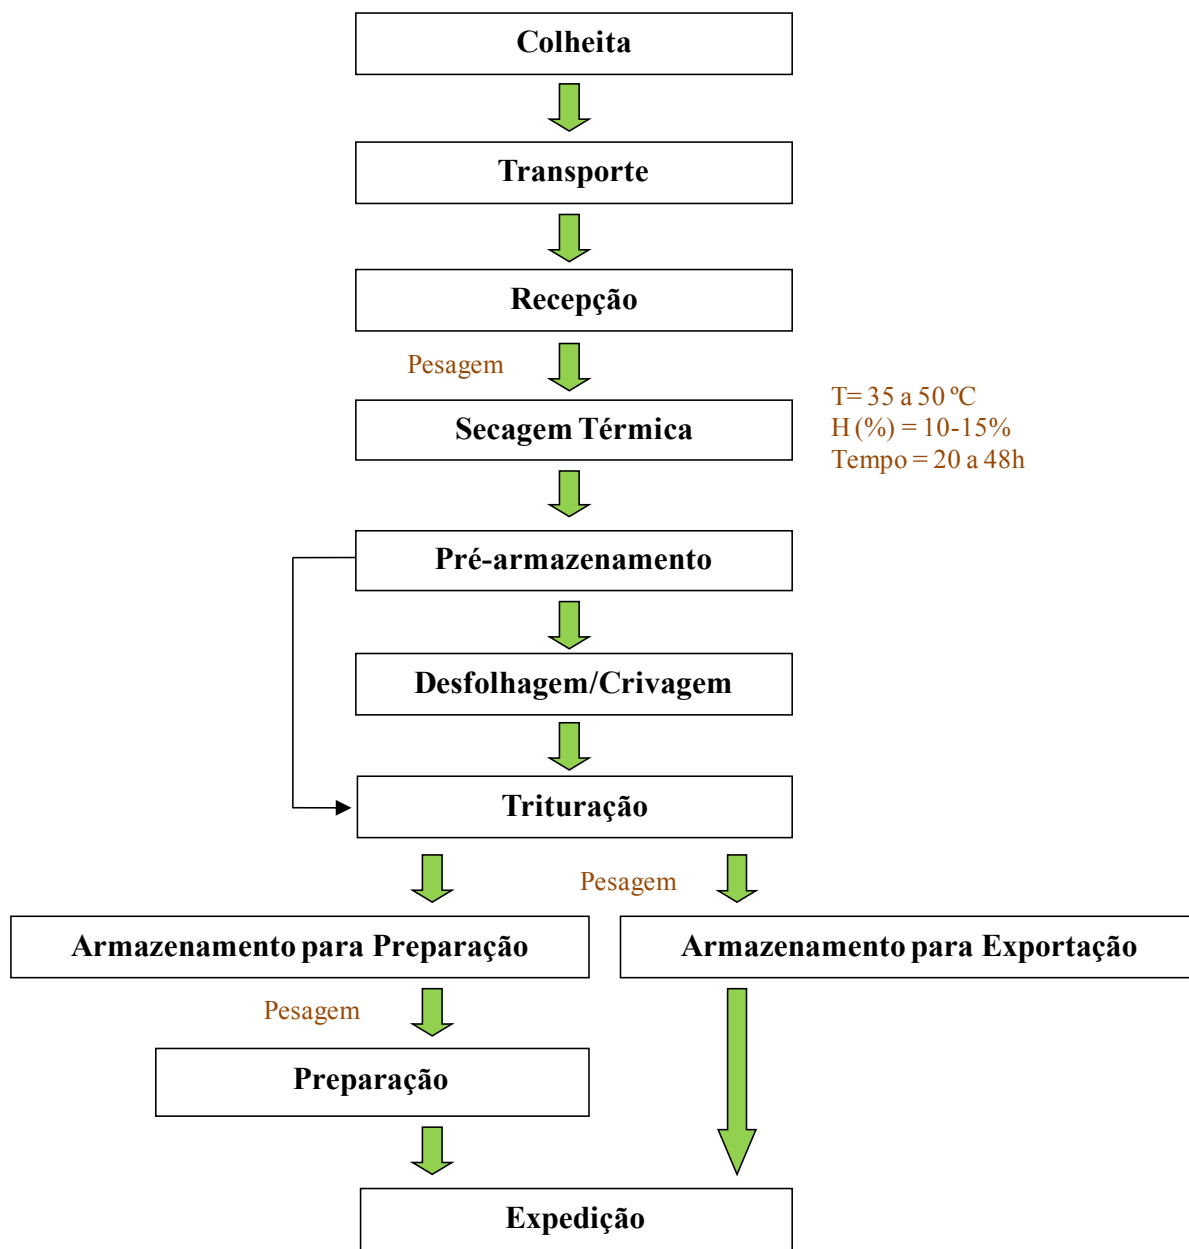 Colheita
Transporte
Recepção
Pesagem
Secagem Térmica
T= 35 a 50 ºC
H (%) = 10-15%
Tempo = 20 a 48h
Pré-armazenamento
Desfolhagem/Crivagem
Trituração
Pesagem
Armazenamento para Preparação
Armazenamento para Exportação
Pesagem
Preparação
Expedição